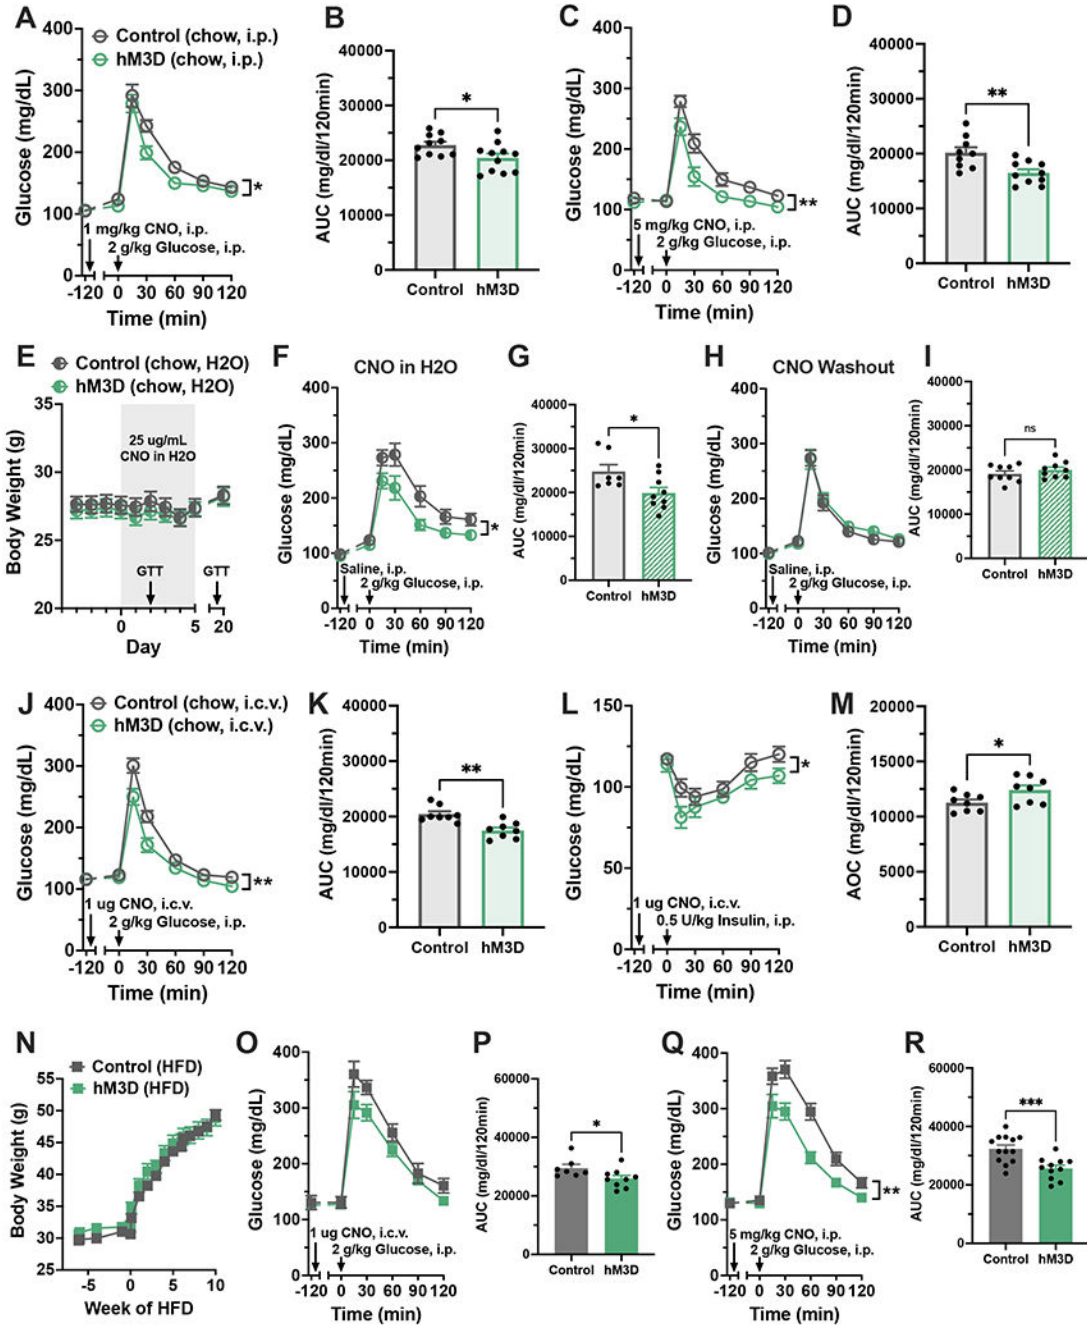 A
Control (chow, i.p.)
hM3D (chow, i.p.)
Glucose (mg/dL)
400
300
200
100
0
*
1 mg/kg CNO, i.p.
2 g/kg Glucose, i.p.
-120 0 30 60 90 120
Time (min)
B
AUC (mg/dl/120min)
40000
30000
20000
10000
0
*
Control hM3D
C
Glucose (mg/dL)
400
300
200
100
0
**
5 mg/kg CNO, i.p.
2 g/kg Glucose, i.p.
-120 0 30 60 90 120
Time (min)
D
AUC (mg/dl/120min)
40000
30000
20000
10000
0
**
Control hM3D
E
Control (chow, H2O)
hM3D (chow, H2O)
Body Weight (g)
35
30
25
20
25 ug/mL
CNO in H2O
GTT GTT
0 5 20
Day
F
CNO in H2O
Glucose (mg/dL)
400
300
200
100
0
*
Saline, i.p.
2 g/kg Glucose, i.p.
-120 0 30 60 90 120
Time (min)
G
AUC (mg/dl/120min)
40000
30000
20000
10000
0
*
Control hM3D
H
CNO Washout
Glucose (mg/dL)
400
300
200
100
0
Saline, i.p.
2 g/kg Glucose, i.p.
-120 0 30 60 90 120
Time (min)
I
AUC (mg/dl/120min)
40000
30000
20000
10000
0
ns
Control hM3D
J
Control (chow, i.c.v.)
hM3D (chow, i.c.v.)
Glucose (mg/dL)
400
300
200
100
0
**
1 ug CNO, i.c.v.
2 g/kg Glucose, i.p.
-120 0 30 60 90 120
Time (min)
K
AUC (mg/dl/120min)
40000
30000
20000
10000
0
**
Control hM3D
L
Glucose (mg/dL)
150
100
50
0
*
1 ug CNO, i.c.v.
0.5 U/kg Insulin, i.p.
-120 0 30 60 90 120
Time (min)
M
AOC (mg/dl/120min)
20000
15000
10000
5000
0
*
Control hM3D
N
Control (HFD)
hM3D (HFD)
Body Weight (g)
55
45
35
25
-5 0 5 10
Week of HFD
O
Glucose (mg/dL)
400
300
200
100
0
1 ug CNO, i.c.v.
2 g/kg Glucose, i.p.
-120 0 30 60 90 120
Time (min)
P
AUC (mg/dl/120min)
60000
40000
20000
0
*
Control hM3D
Q
Glucose (mg/dL)
400
300
200
100
0
**
5 mg/kg CNO, i.p.
2 g/kg Glucose, i.p.
-120 0 30 60 90 120
Time (min)
R
AUC (mg/dl/120min)
60000
40000
20000
0
***
Control hM3D